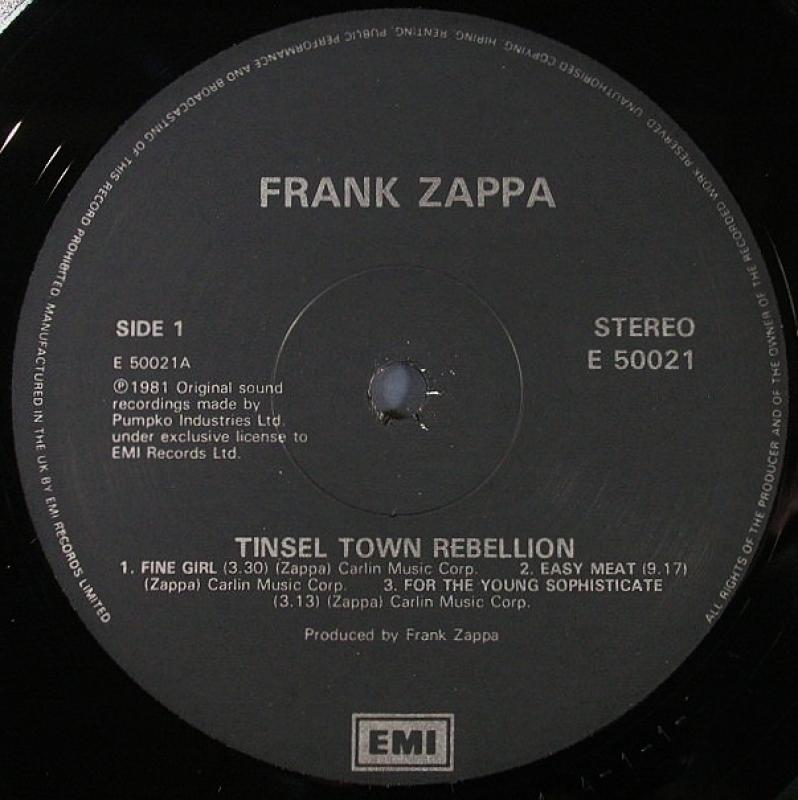 FRANK ZAPPA
SIDE 1
E 50021A
℗1981 Original sound
recordings made by
Pumpko Industries Ltd.
under exclusive license to
EMI Records Ltd.
STEREO
E 50021
TINSEL TOWN REBELLION
1. FINE GIRL (3.30) (Zappa) Carlin Music Corp. 2. EASY MEAT (9.17)
(Zappa) Carlin Music Corp. 3. FOR THE YOUNG SOPHISTICATE
(3.13) (Zappa) Carlin Music Corp.
Produced by Frank Zappa
EMI
ALL RIGHTS OF THE PRODUCER AND OF THE OWNER OF THE RECORDED WORK RESERVED. UNAUTHORISED COPYING, HIRING, RENTING, PUBLIC PERFORMANCE AND BROADCASTING OF THIS RECORD PROHIBITED. MANUFACTURED IN THE UK BY EMI RECORDS LIMITED